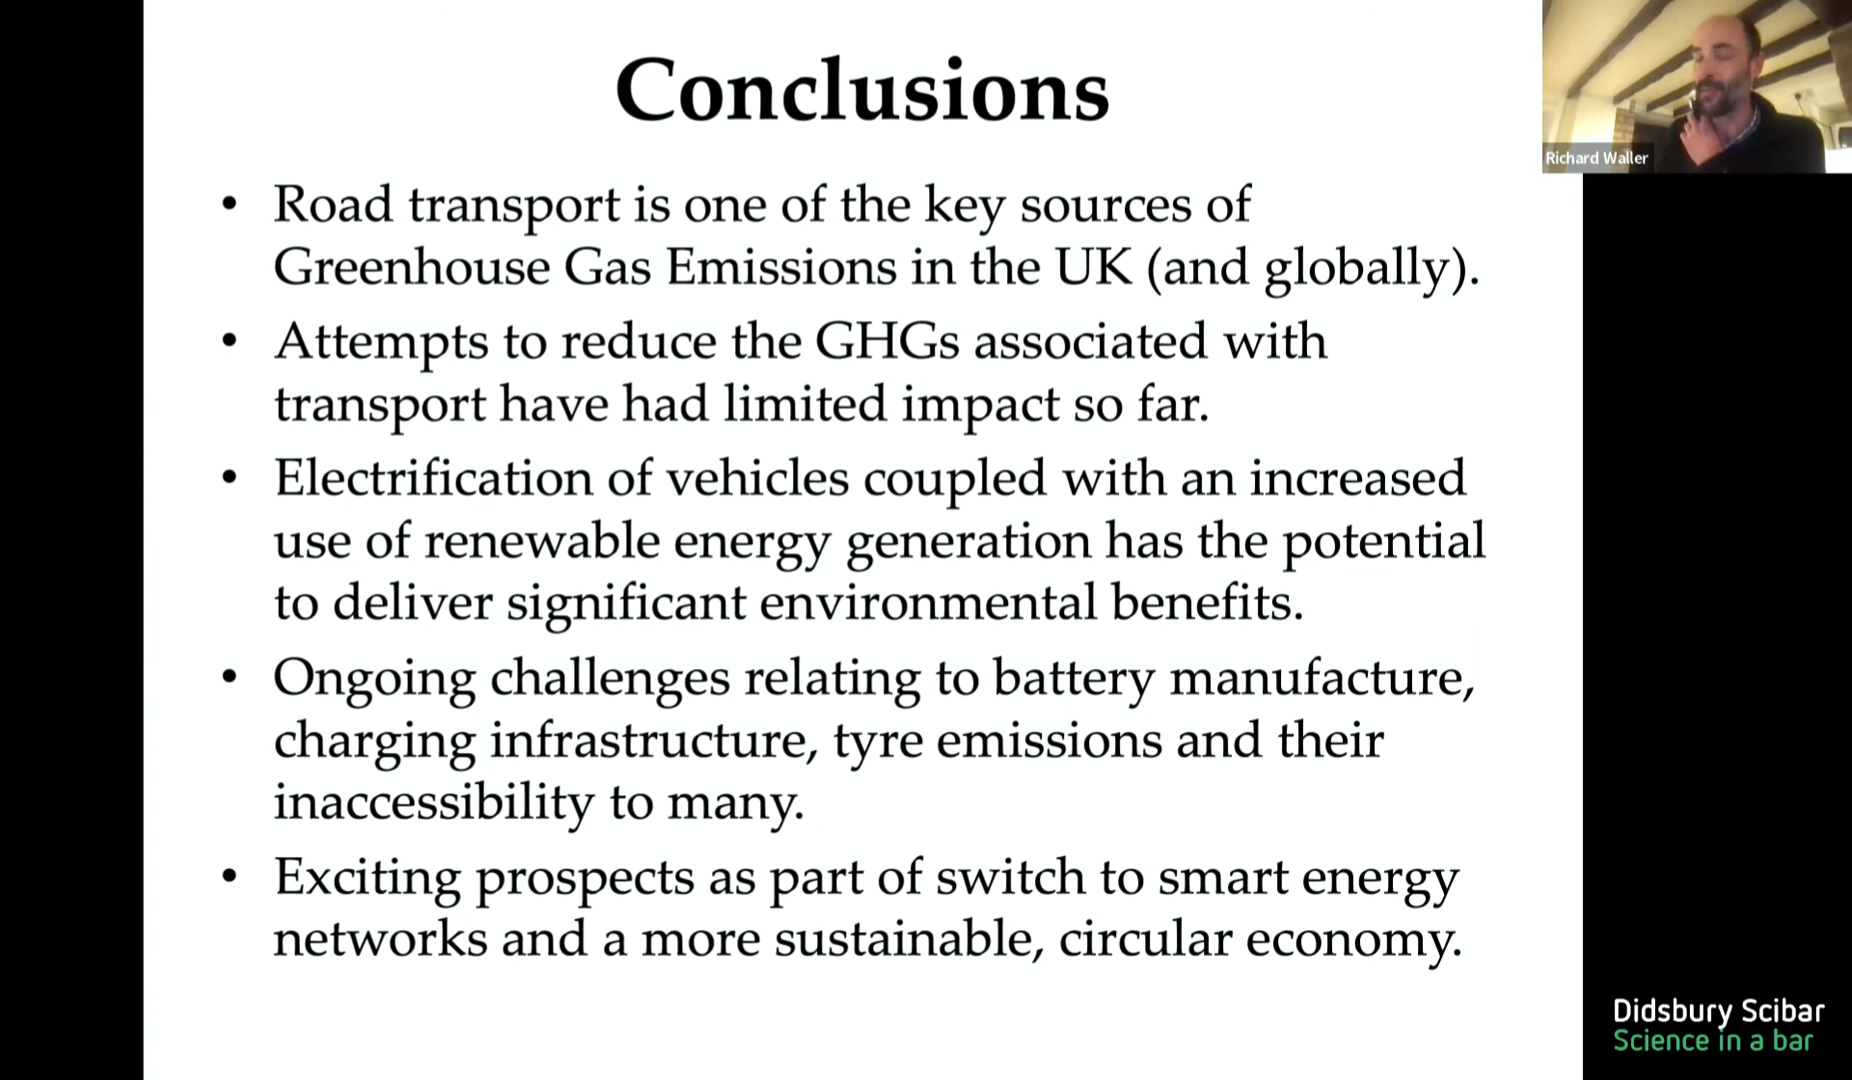 Conclusions
Richard Waller
• Road transport is one of the key sources of
Greenhouse Gas Emissions in the UK (and globally).
• Attempts to reduce the GHGs associated with
transport have had limited impact so far.
• Electrification of vehicles coupled with an increased
use of renewable energy generation has the potential
to deliver significant environmental benefits.
• Ongoing challenges relating to battery manufacture,
charging infrastructure, tyre emissions and their
inaccessibility to many.
• Exciting prospects as part of switch to smart energy
networks and a more sustainable, circular economy.
Didsbury Scibar
Science in a bar